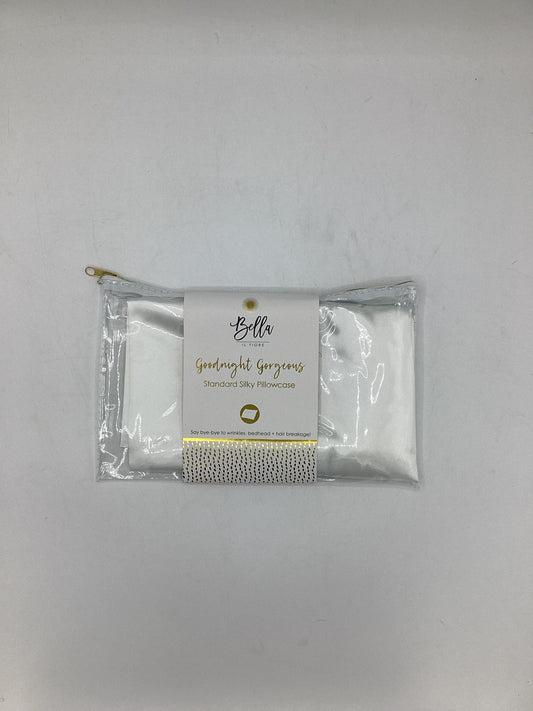 Bella
IL FIORE
Goodnight Gorgeous
Standard Silky Pillowcase
Say bye-bye to wrinkles, bedhead + hair breakage!